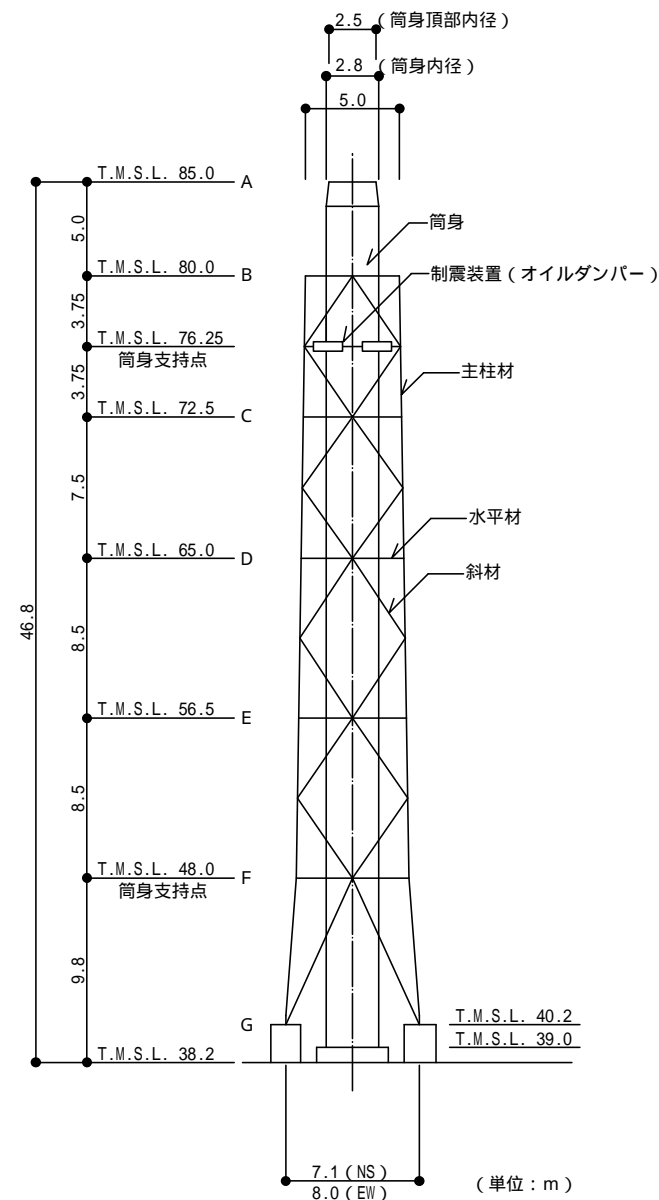 2.5 (筒身頂部内径)
2.8 (筒身内径)
5.0
T.M.S.L. 85.0 A
5.0
筒身
T.M.S.L. 80.0 B
制震装置(オイルダンパー)
3.75
T.M.S.L. 76.25
筒身支持点
主柱材
3.75
T.M.S.L. 72.5 C
7.5
水平材
T.M.S.L. 65.0 D
斜材
46.8
8.5
T.M.S.L. 56.5 E
8.5
T.M.S.L. 48.0 F
筒身支持点
9.8
G T.M.S.L. 40.2
T.M.S.L. 39.0
T.M.S.L. 38.2
7.1(NS)
8.0(EW) (単位:m)